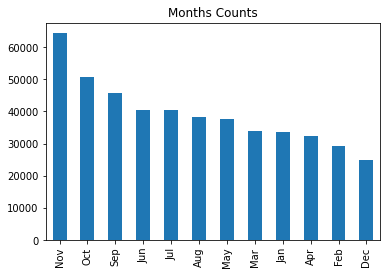 Months Counts
60000
50000
40000
30000
20000
10000
0
Nov
Oct
Sep
Jun
Jul
Aug
May
Mar
Jan
Apr
Feb
Dec